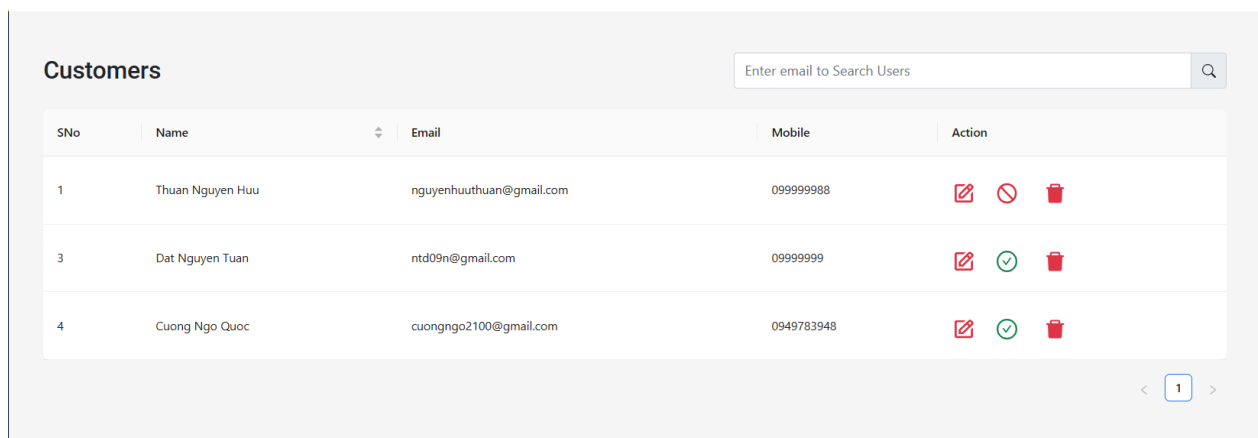 Customers
Enter email to Search Users
SNo Name Email Mobile Action
1 Thuan Nguyen Huu nguyenhuuthuan@gmail.com 099999988
3 Dat Nguyen Tuan ntd09n@gmail.com 09999999
4 Cuong Ngo Quoc cuongngo2100@gmail.com 0949783948
< 1 >